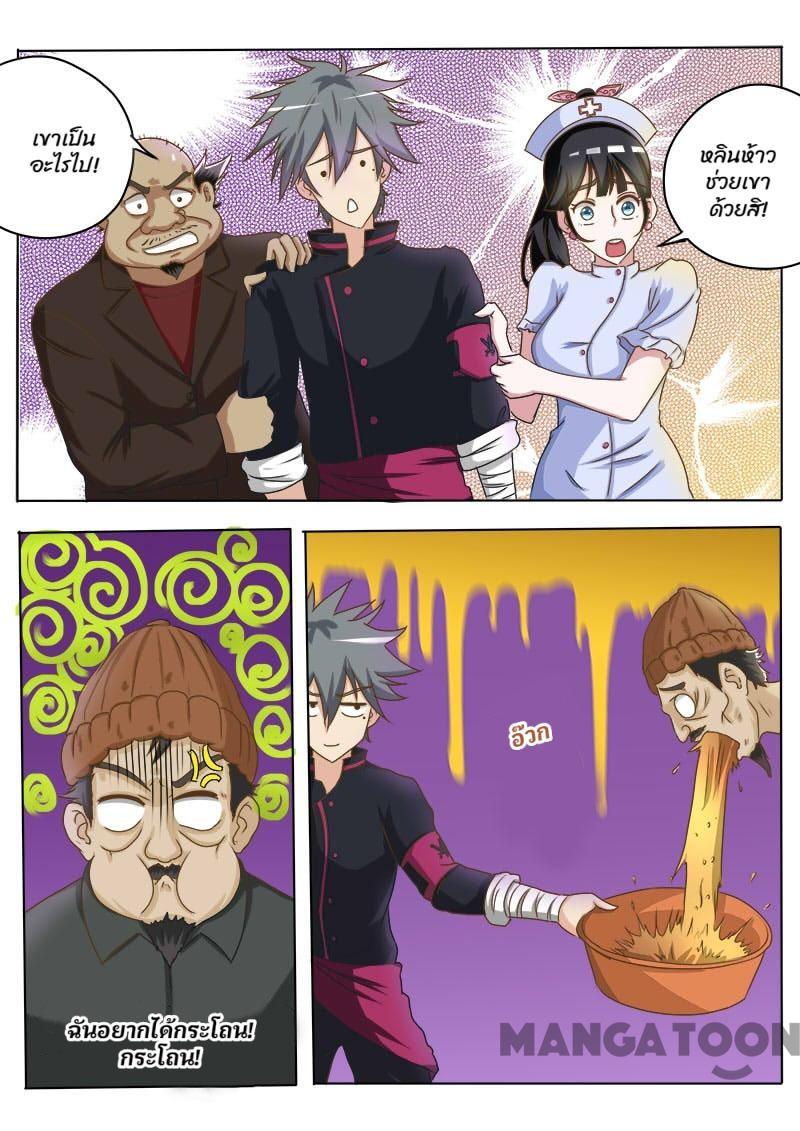 เขาเป็น
อะไรไป!
หลินห้าว
ช่วยเขา
ด้วยสิ!
ฉันอยากได้กระโถน!
กระโถน!
อ๊วก
MANGATOON